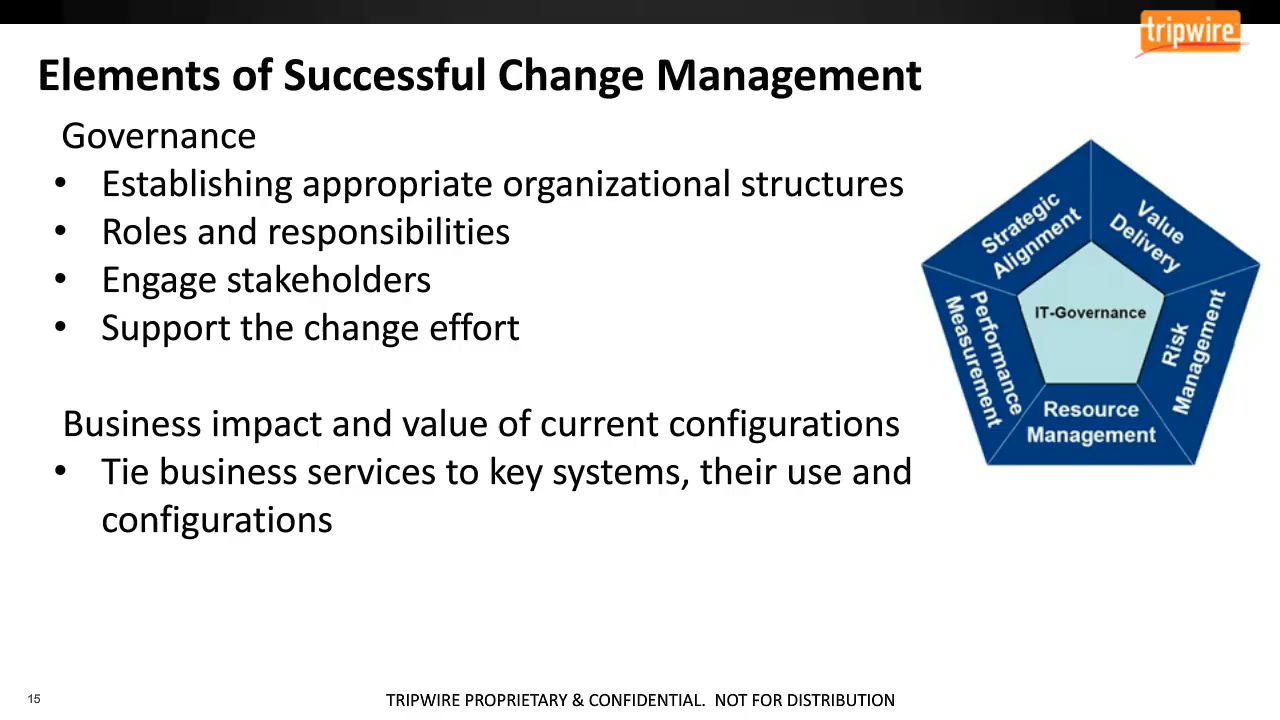 tripwire
Elements of Successful Change Management
Governance
• Establishing appropriate organizational structures
• Roles and responsibilities
• Engage stakeholders
• Support the change effort
Business impact and value of current configurations
• Tie business services to key systems, their use and
configurations
Strategic
Alignment
Value
Delivery
IT-Governance
Performance
Measurement
Risk
Management
Resource
Management
15
TRIPWIRE PROPRIETARY & CONFIDENTIAL. NOT FOR DISTRIBUTION